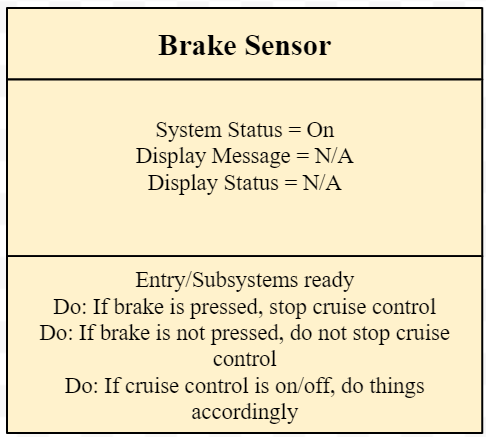 Brake Sensor
System Status = On
Display Message = N/A
Display Status = N/A
Entry/Subsystems ready
Do: If brake is pressed, stop cruise control
Do: If brake is not pressed, do not stop cruise
control
Do: If cruise control is on/off, do things
accordingly